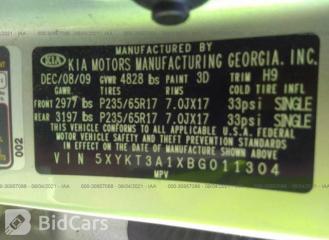 MANUFACTURED BY
KIA KIA MOTORS MANUFACTURING GEORGIA, INC.
DEC/08/09 GVWR 4828 lbs PAINT 3D TRIM H9
GAWR TIRES RIMS COLD TIRE INFL
FRONT 2977 lbs P235/65R17 7.0JX17 33psi SINGLE
REAR 3197 lbs P235/65R17 7.0JX17 33psi SINGLE
THIS VEHICLE CONFORMS TO ALL APPLICABLE
U.S. FEDERAL MOTOR VEHICLE SAFETY
AND THEFT PREVENTION STANDARDS
IN EFFECT ON THE DATE OF MANUFACTURE SHOWN ABOVE.
VIN 5XYKT3A1XBG011304
MPV
002
BidCars